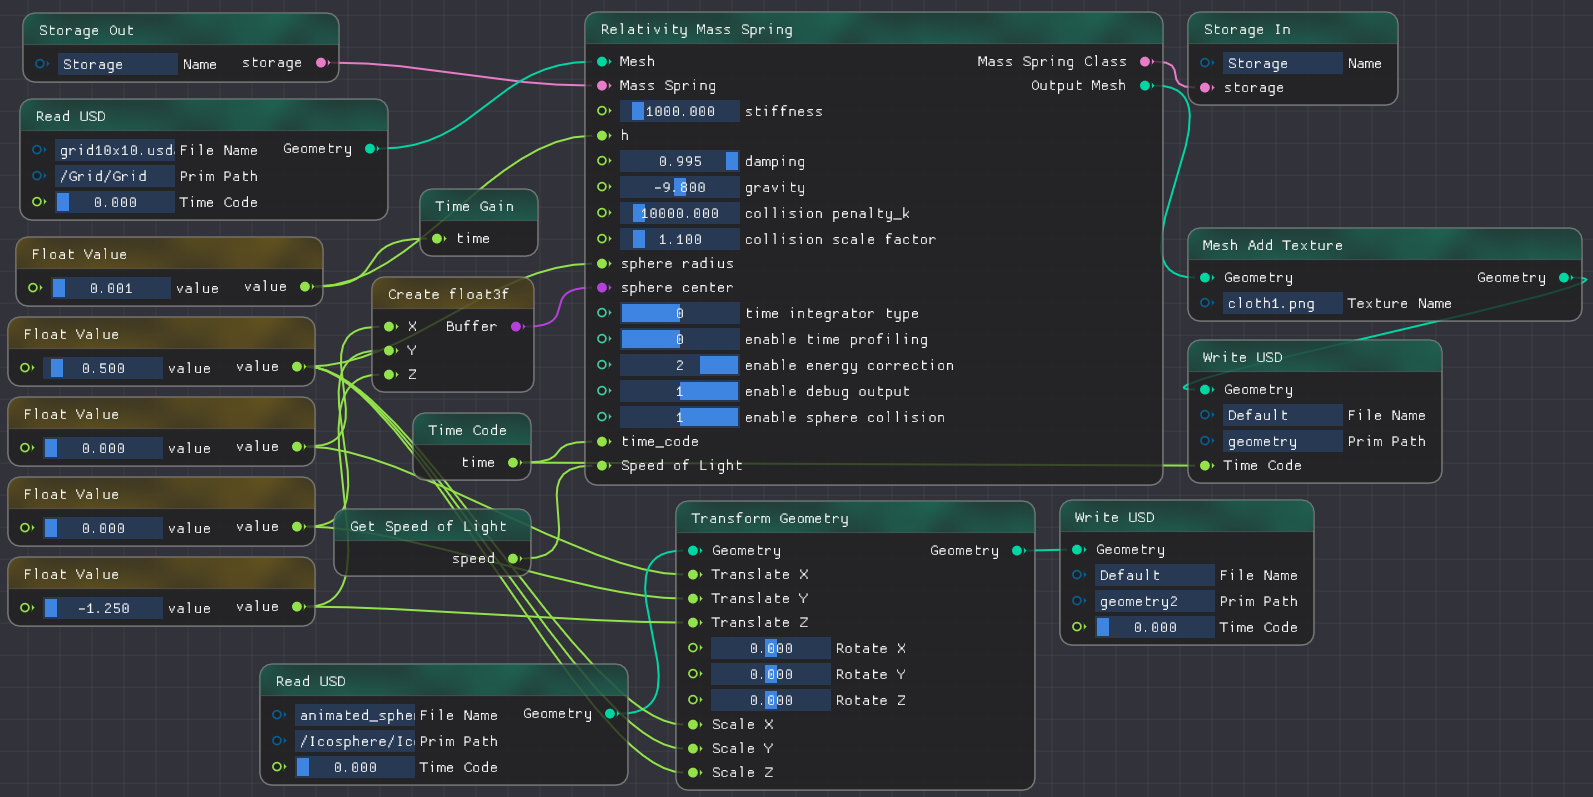 Storage Out
Storage Name storage
Read USD
grid10x10.usd File Name Geometry
/Grid/Grid Prim Path
0.000 Time Code
Float Value
0.001 value value
Float Value
0.500 value value
Float Value
0.000 value value
Float Value
0.000 value value
Float Value
-1.250 value value
Time Gain
time
Create float3f
X Buffer
Y
Z
Time Code
time
Get Speed of Light
speed
Read USD
animated_sphe File Name Geometry
/Icosphere/Ic Prim Path
0.000 Time Code
Relativity Mass Spring
Mesh Mass Spring Class
Mass Spring Output Mesh
1000.000 stiffness
h
0.995 damping
-9.800 gravity
10000.000 collision penalty_k
1.100 collision scale factor
sphere radius
sphere center
0 time integrator type
0 enable time profiling
2 enable energy correction
1 enable debug output
1 enable sphere collision
time_code
Speed of Light
Transform Geometry
Geometry Geometry
Translate X
Translate Y
Translate Z
0.000 Rotate X
0.000 Rotate Y
0.000 Rotate Z
Scale X
Scale Y
Scale Z
Storage In
Storage Name
storage
Mesh Add Texture
Geometry Geometry
cloth1.png Texture Name
Write USD
Geometry
Default File Name
geometry Prim Path
Time Code
Write USD
Geometry
Default File Name
geometry2 Prim Path
0.000 Time Code